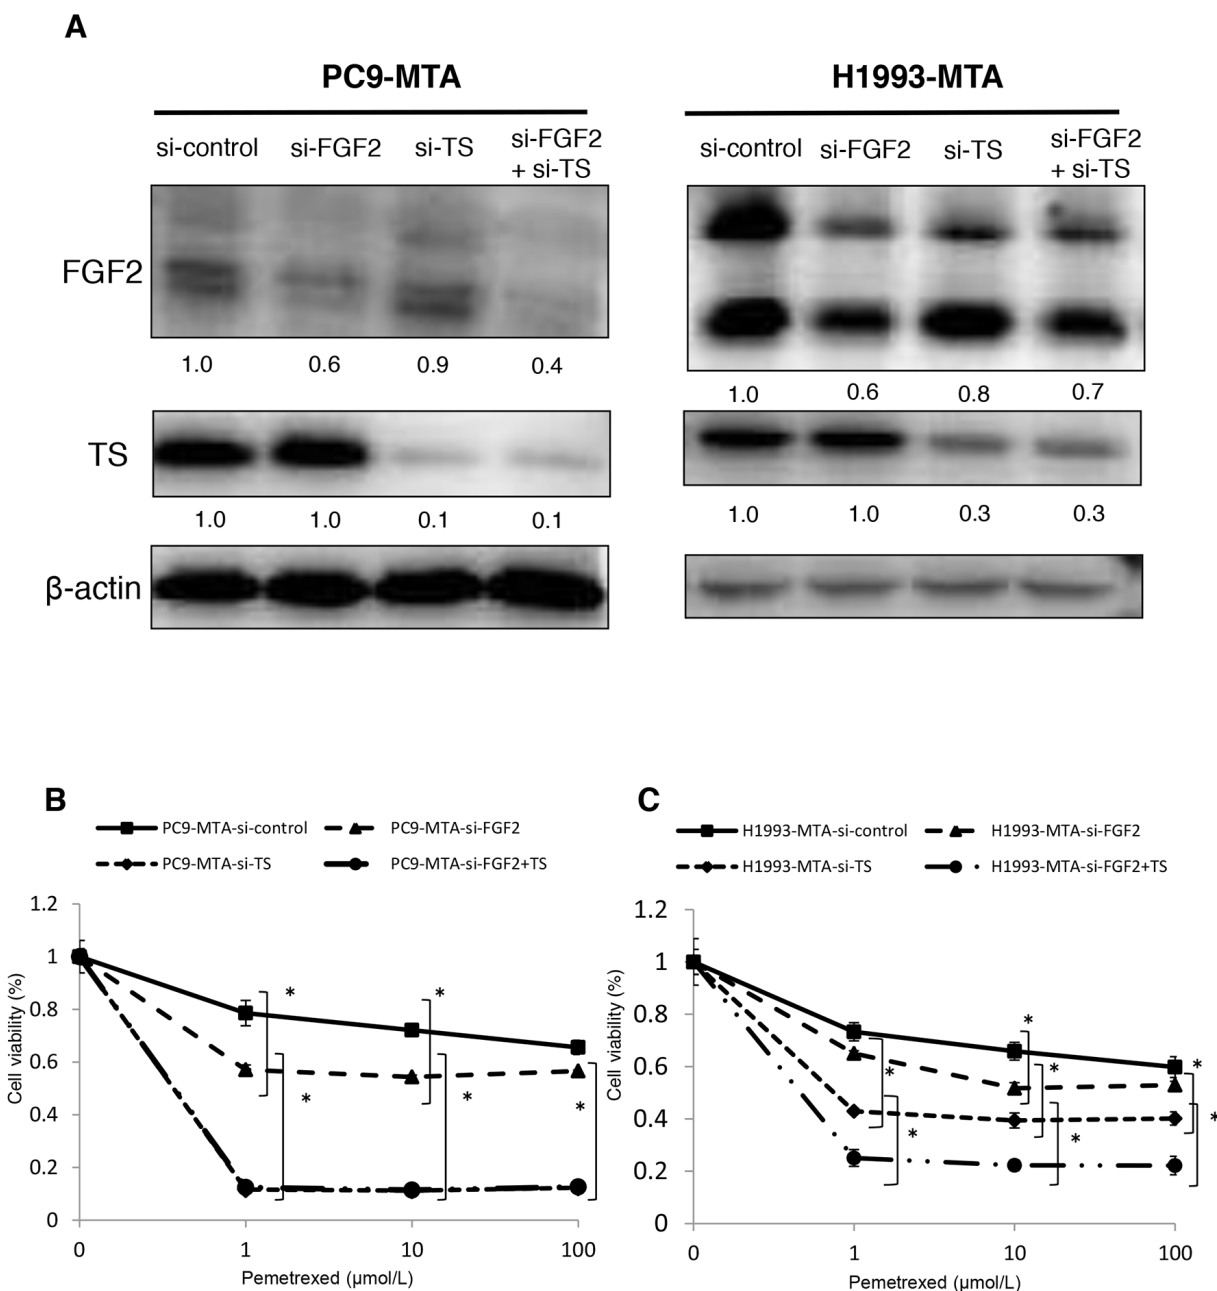 A
PC9-MTA
H1993-MTA
si-control si-FGF2 si-TS si-FGF2
+ si-TS
si-control si-FGF2 si-TS si-FGF2
+ si-TS
FGF2
1.0 0.6 0.9 0.4
1.0 0.6 0.8 0.7
TS
1.0 1.0 0.1 0.1
1.0 1.0 0.3 0.3
β-actin
B
PC9-MTA-si-control PC9-MTA-si-FGF2
PC9-MTA-si-TS PC9-MTA-si-FGF2+TS
Cell viability (%)
1.2
1
0.8
0.6
0.4
0.2
0
* * * * *
0 1 10 100
Pemetrexed (μmol/L)
C
H1993-MTA-si-control H1993-MTA-si-FGF2
H1993-MTA-si-TS H1993-MTA-si-FGF2+TS
Cell viability (%)
1.2
1
0.8
0.6
0.4
0.2
0
* * * * * * *
0 1 10 100
Pemetrexed (μmol/L)